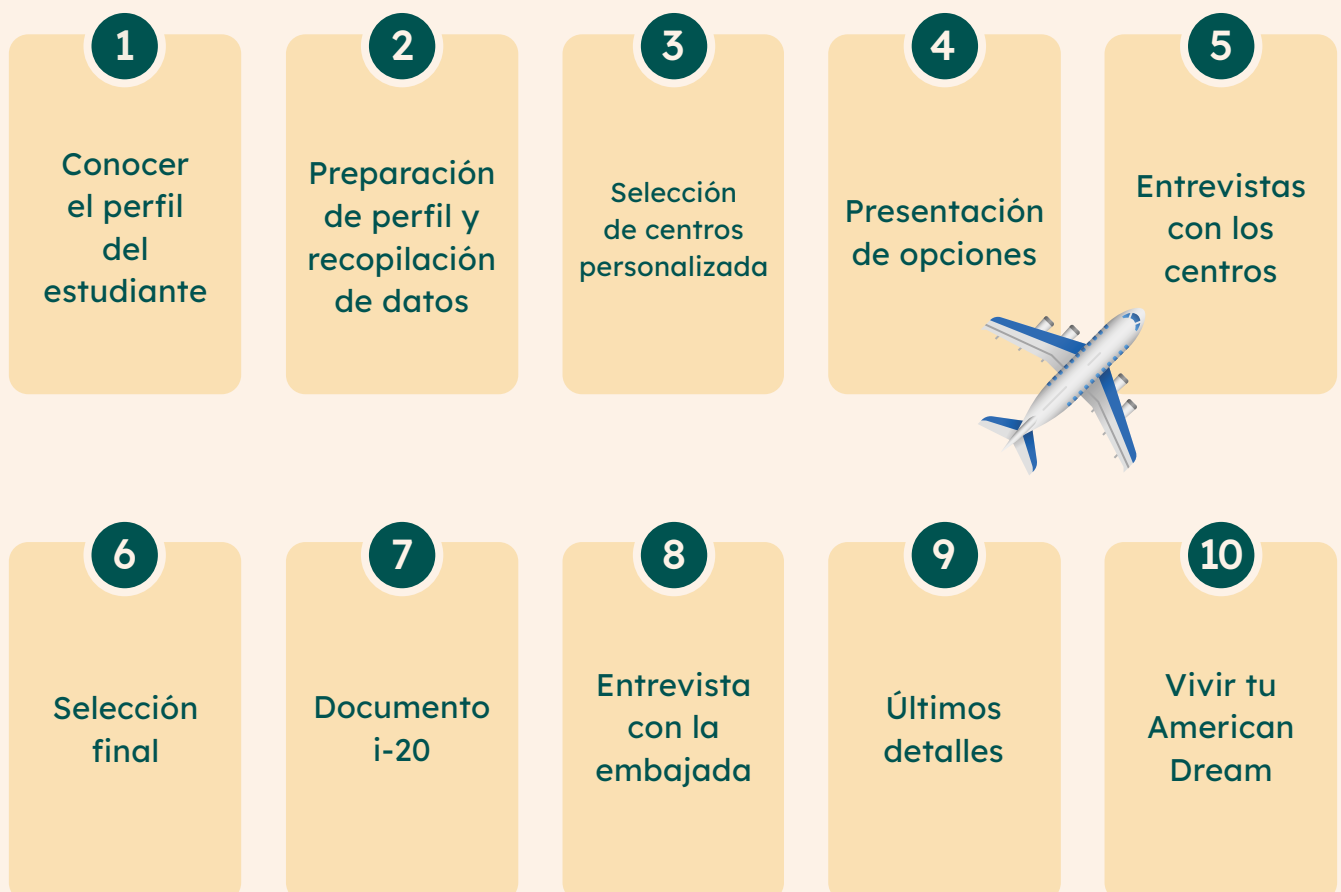 1
Conocer
el perfil
del
estudiante
2
Preparación
de perfil y
recopilación
de datos
3
Selección
de centros
personalizada
4
Presentación
de opciones
5
Entrevistas
con los
centros
6
Selección
final
7
Documento
i-20
8
Entrevista
con la
embajada
9
Últimos
detalles
10
Vivir tu
American
Dream